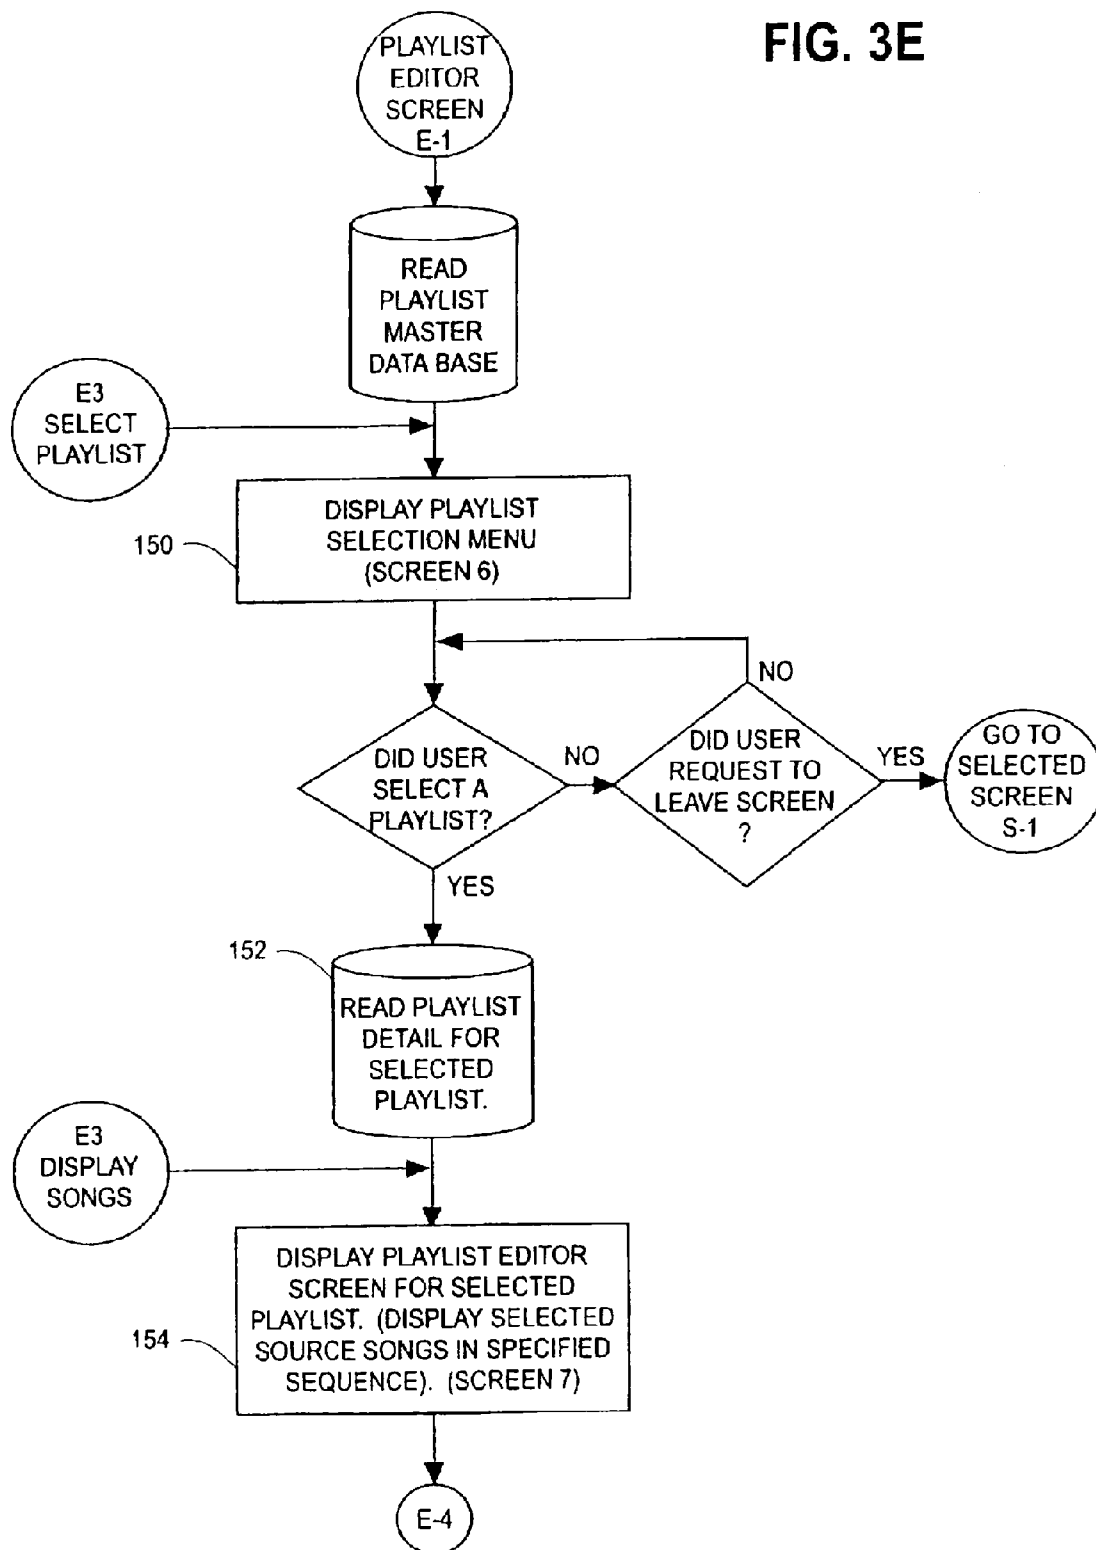 FIG. 3E
PLAYLIST
EDITOR
SCREEN
E-1
READ
PLAYLIST
MASTER
DATA BASE
E3
SELECT
PLAYLIST
150
DISPLAY PLAYLIST
SELECTION MENU
(SCREEN 6)
NO
DID USER
SELECT A
PLAYLIST?
NO
DID USER
REQUEST TO
LEAVE SCREEN
?
YES
GO TO
SELECTED
SCREEN
S-1
YES
152
READ PLAYLIST
DETAIL FOR
SELECTED
PLAYLIST.
E3
DISPLAY
SONGS
154
DISPLAY PLAYLIST EDITOR
SCREEN FOR SELECTED
PLAYLIST. (DISPLAY SELECTED
SOURCE SONGS IN SPECIFIED
SEQUENCE). (SCREEN 7)
E-4